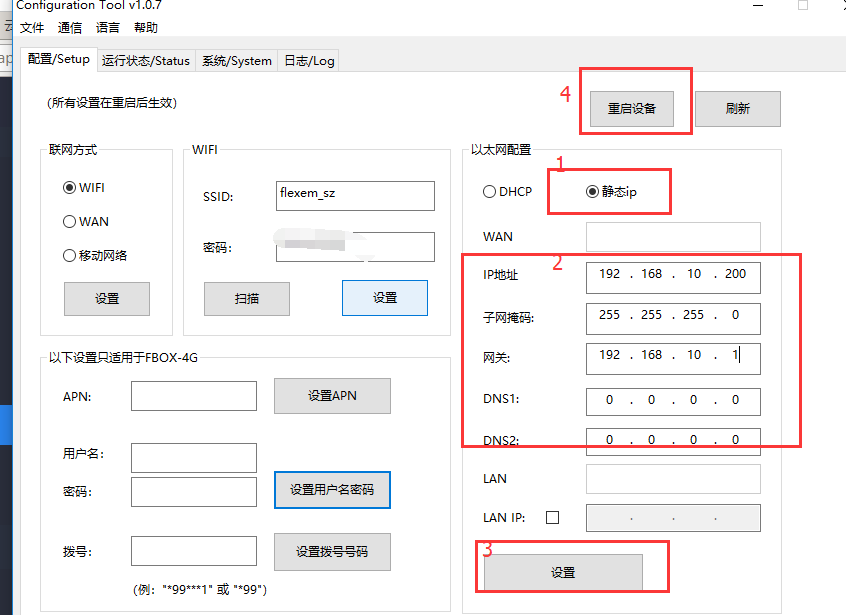 Configuration Tool v1.0.7
文件 通信 语言 帮助
配置/Setup 运行状态/Status 系统/System 日志/Log
(所有设置在重启后生效)
4
重启设备
刷新
联网方式
WIFI
WAN
移动网络
设置
WIFI
SSID: flexem_sz
密码:
扫描
设置
以下设置只适用于FBOX-4G
APN:
设置APN
用户名:
密码:
设置用户名密码
拨号:
设置拨号号码
(例: "*99***1" 或 "*99")
以太网配置
1
DHCP
静态ip
WAN
2
IP地址 192 . 168 . 10 . 200
子网掩码: 255 . 255 . 255 . 0
网关: 192 . 168 . 10 . 1
DNS1: 0 . 0 . 0 . 0
DNS2: 0 . 0 . 0 . 0
LAN
LAN IP: . . .
3
设置